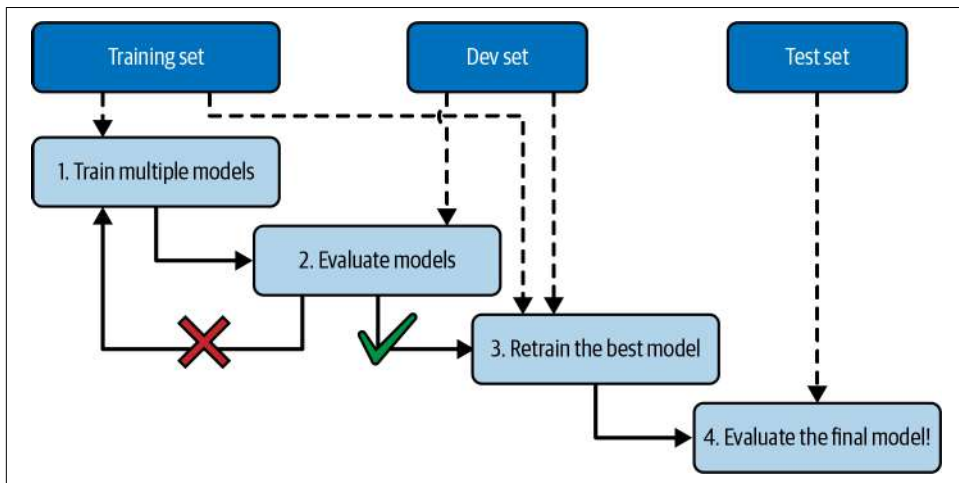 Training set
Dev set
Test set
1. Train multiple models
2. Evaluate models
3. Retrain the best model
4. Evaluate the final model!